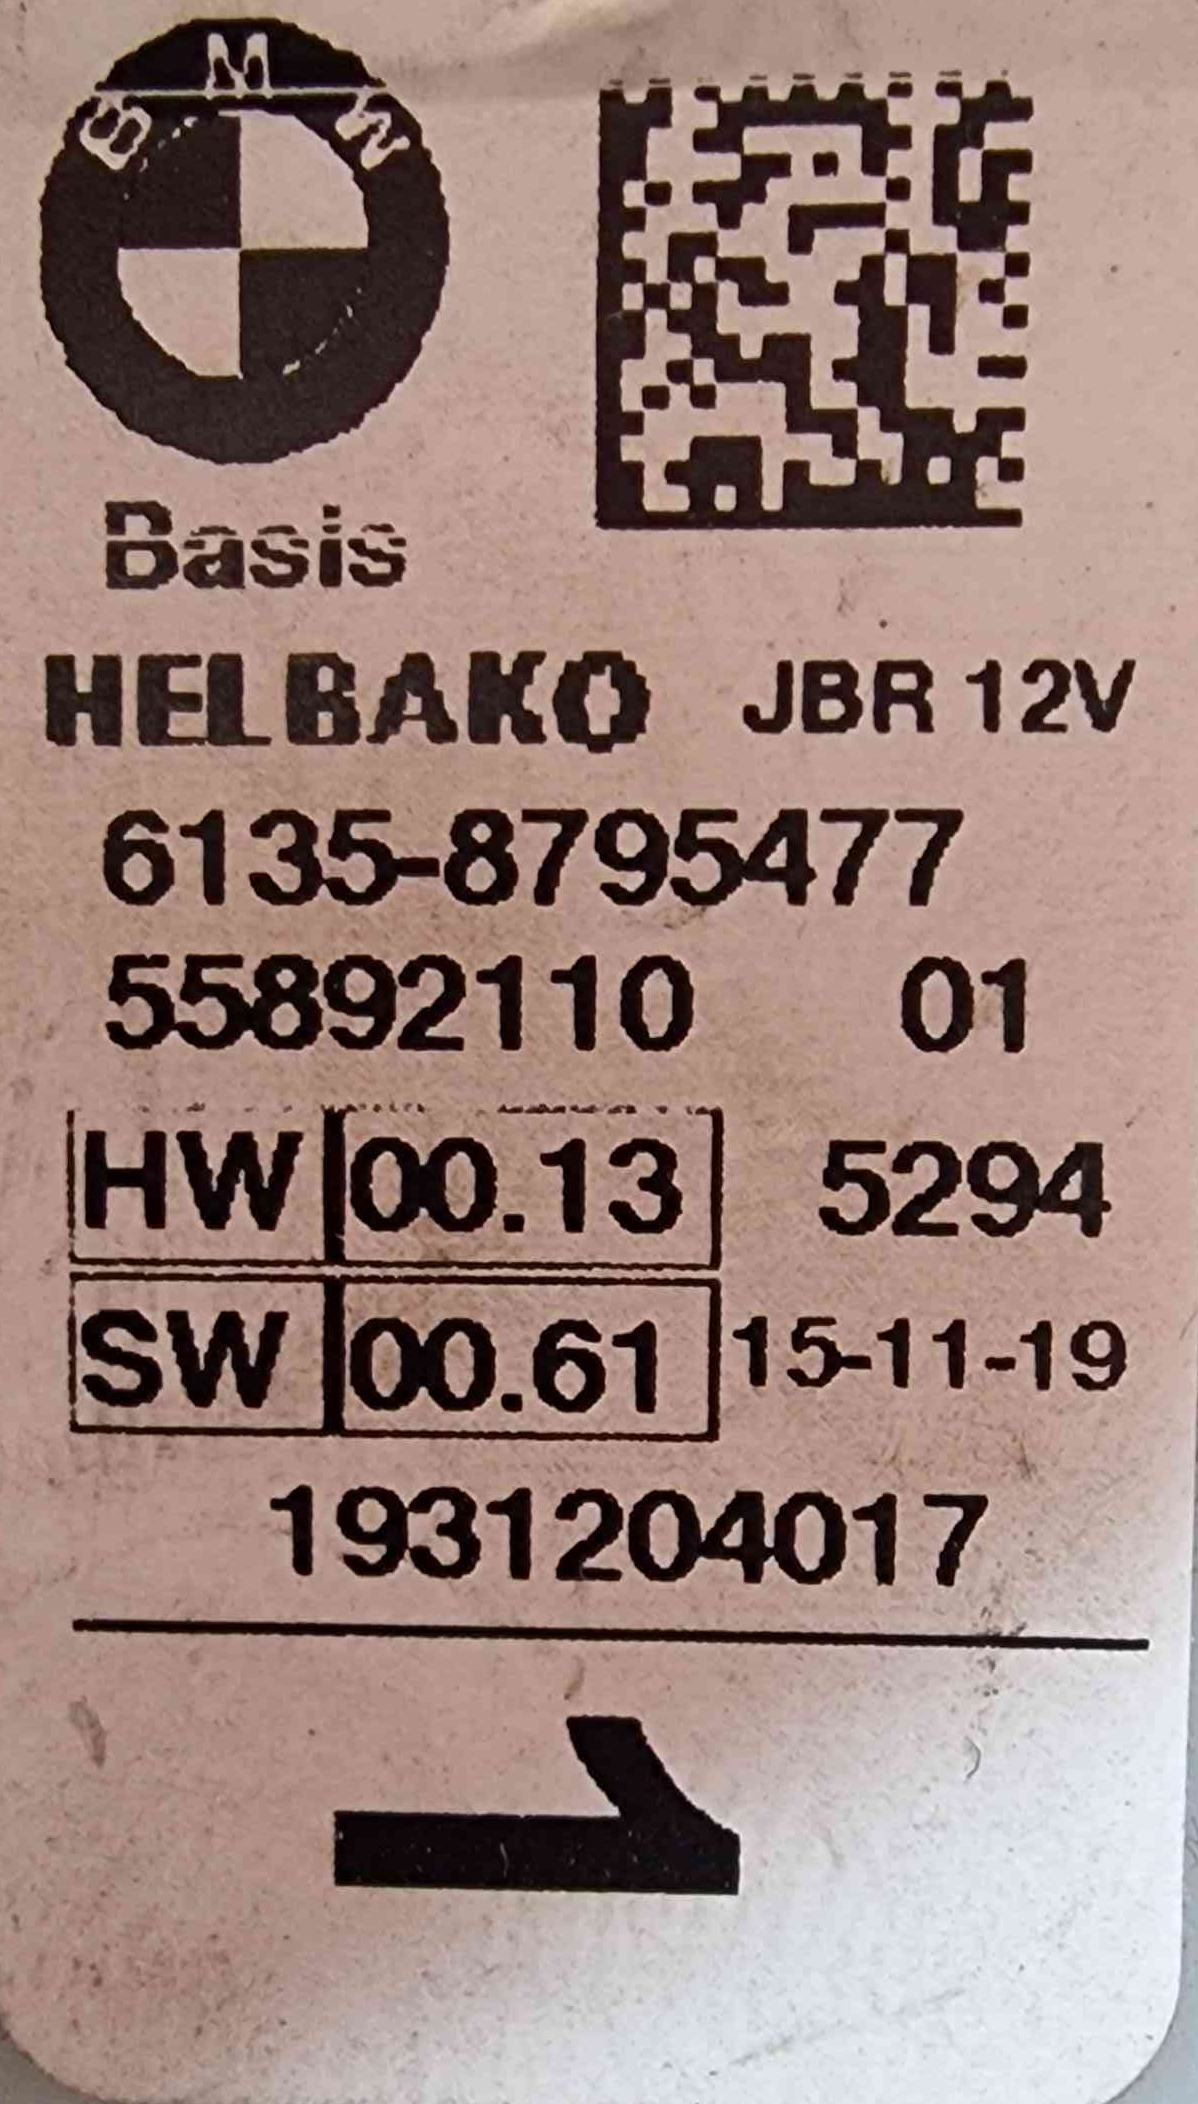 BMW
Basis
HELBAKO JBR 12V
6135-8795477
55892110 01
HW 00.13 5294
SW 00.61 15-11-19
1931204017
1